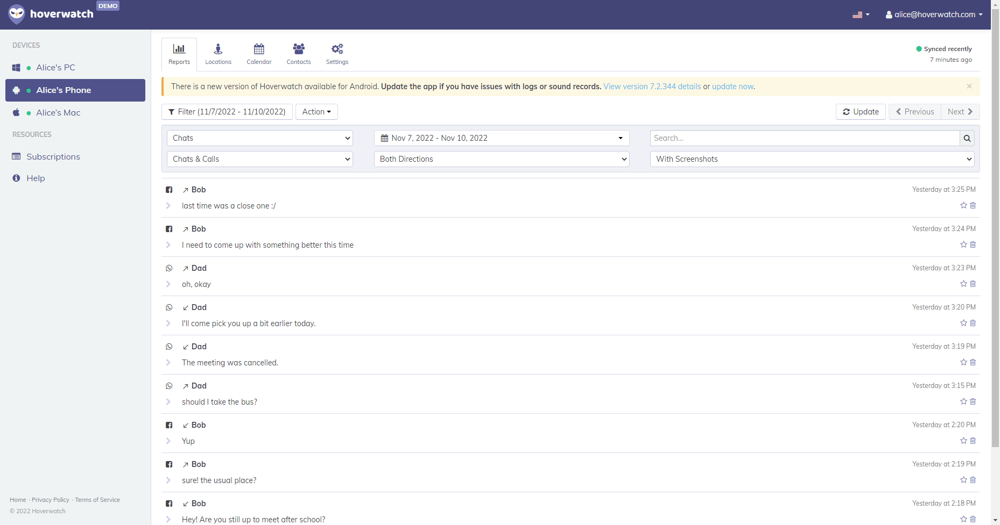 hoverwatch DEMO
alice@hoverwatch.com
DEVICES
Alice's PC
Alice's Phone
Alice's Mac
RESOURCES
Subscriptions
Help
Home · Privacy Policy · Terms of Service
© 2022 Hoverwatch
Reports Locations Calendar Contacts Settings
Synced recently
7 minutes ago
There is a new version of Hoverwatch available for Android. Update the app if you have issues with logs or sound records. View version 7.2.344 details or update now. ×
Filter (11/7/2022 - 11/10/2022) Action Update Previous Next
Chats Nov 7, 2022 - Nov 10, 2022 Search...
Chats & Calls Both Directions With Screenshots
Bob Yesterday at 3:25 PM
last time was a close one :/
Bob Yesterday at 3:24 PM
I need to come up with something better this time
Dad Yesterday at 3:23 PM
oh, okay
Dad Yesterday at 3:20 PM
I'll come pick you up a bit earlier today.
Dad Yesterday at 3:19 PM
The meeting was cancelled.
Dad Yesterday at 3:15 PM
should I take the bus?
Bob Yesterday at 2:20 PM
Yup
Bob Yesterday at 2:19 PM
sure! the usual place?
Bob Yesterday at 2:18 PM
Hey! Are you still up to meet after school?